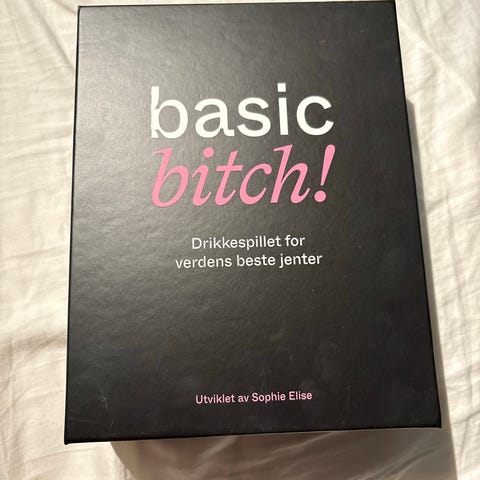 basic
bitch!
Drikkespillet for
verdens beste jenter
Utviklet av Sophie Elise